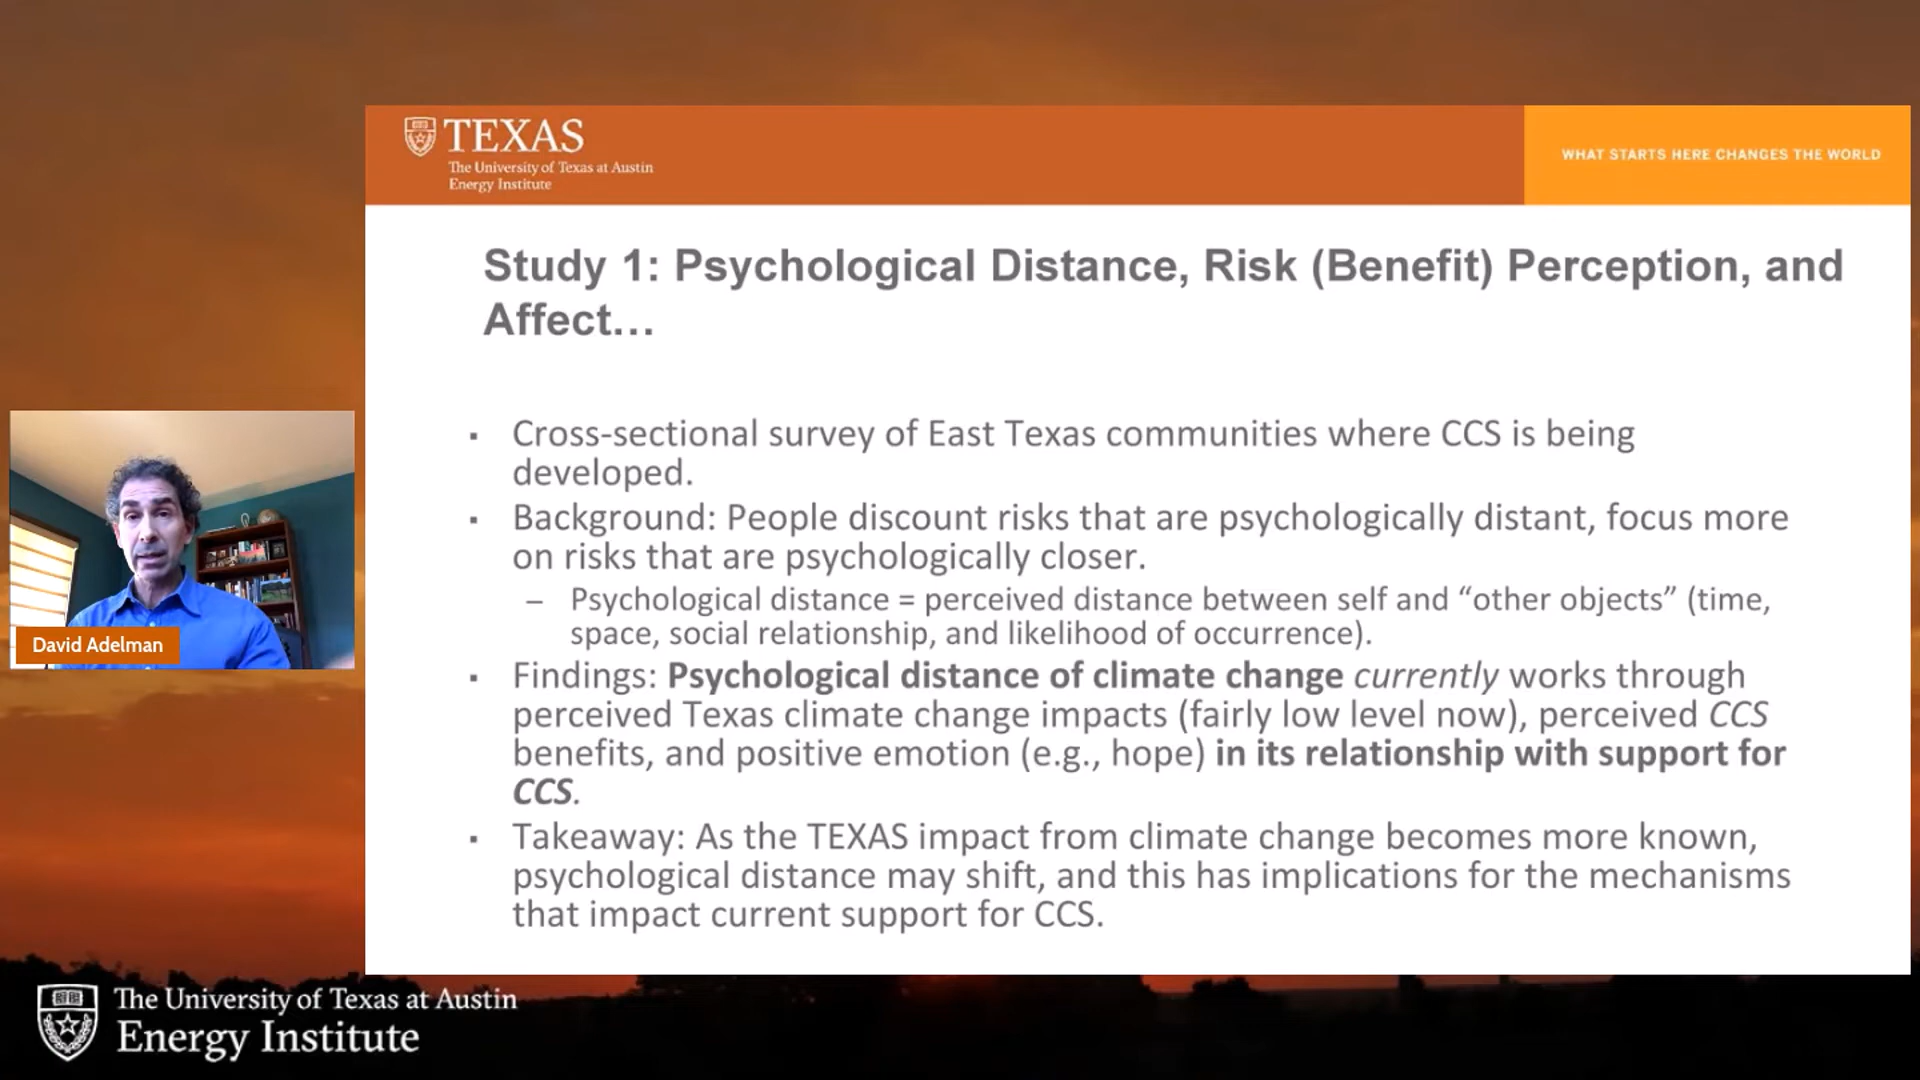 TEXAS
The University of Texas at Austin
Energy Institute
WHAT STARTS HERE CHANGES THE WORLD
Study 1: Psychological Distance, Risk (Benefit) Perception, and
Affect...
▪ Cross-sectional survey of East Texas communities where CCS is being
developed.
▪ Background: People discount risks that are psychologically distant, focus more
on risks that are psychologically closer.
– Psychological distance = perceived distance between self and “other objects” (time,
space, social relationship, and likelihood of occurrence).
▪ Findings: Psychological distance of climate change currently works through
perceived Texas climate change impacts (fairly low level now), perceived CCS
benefits, and positive emotion (e.g., hope) in its relationship with support for
CCS.
▪ Takeaway: As the TEXAS impact from climate change becomes more known,
psychological distance may shift, and this has implications for the mechanisms
that impact current support for CCS.
David Adelman
The University of Texas at Austin
Energy Institute